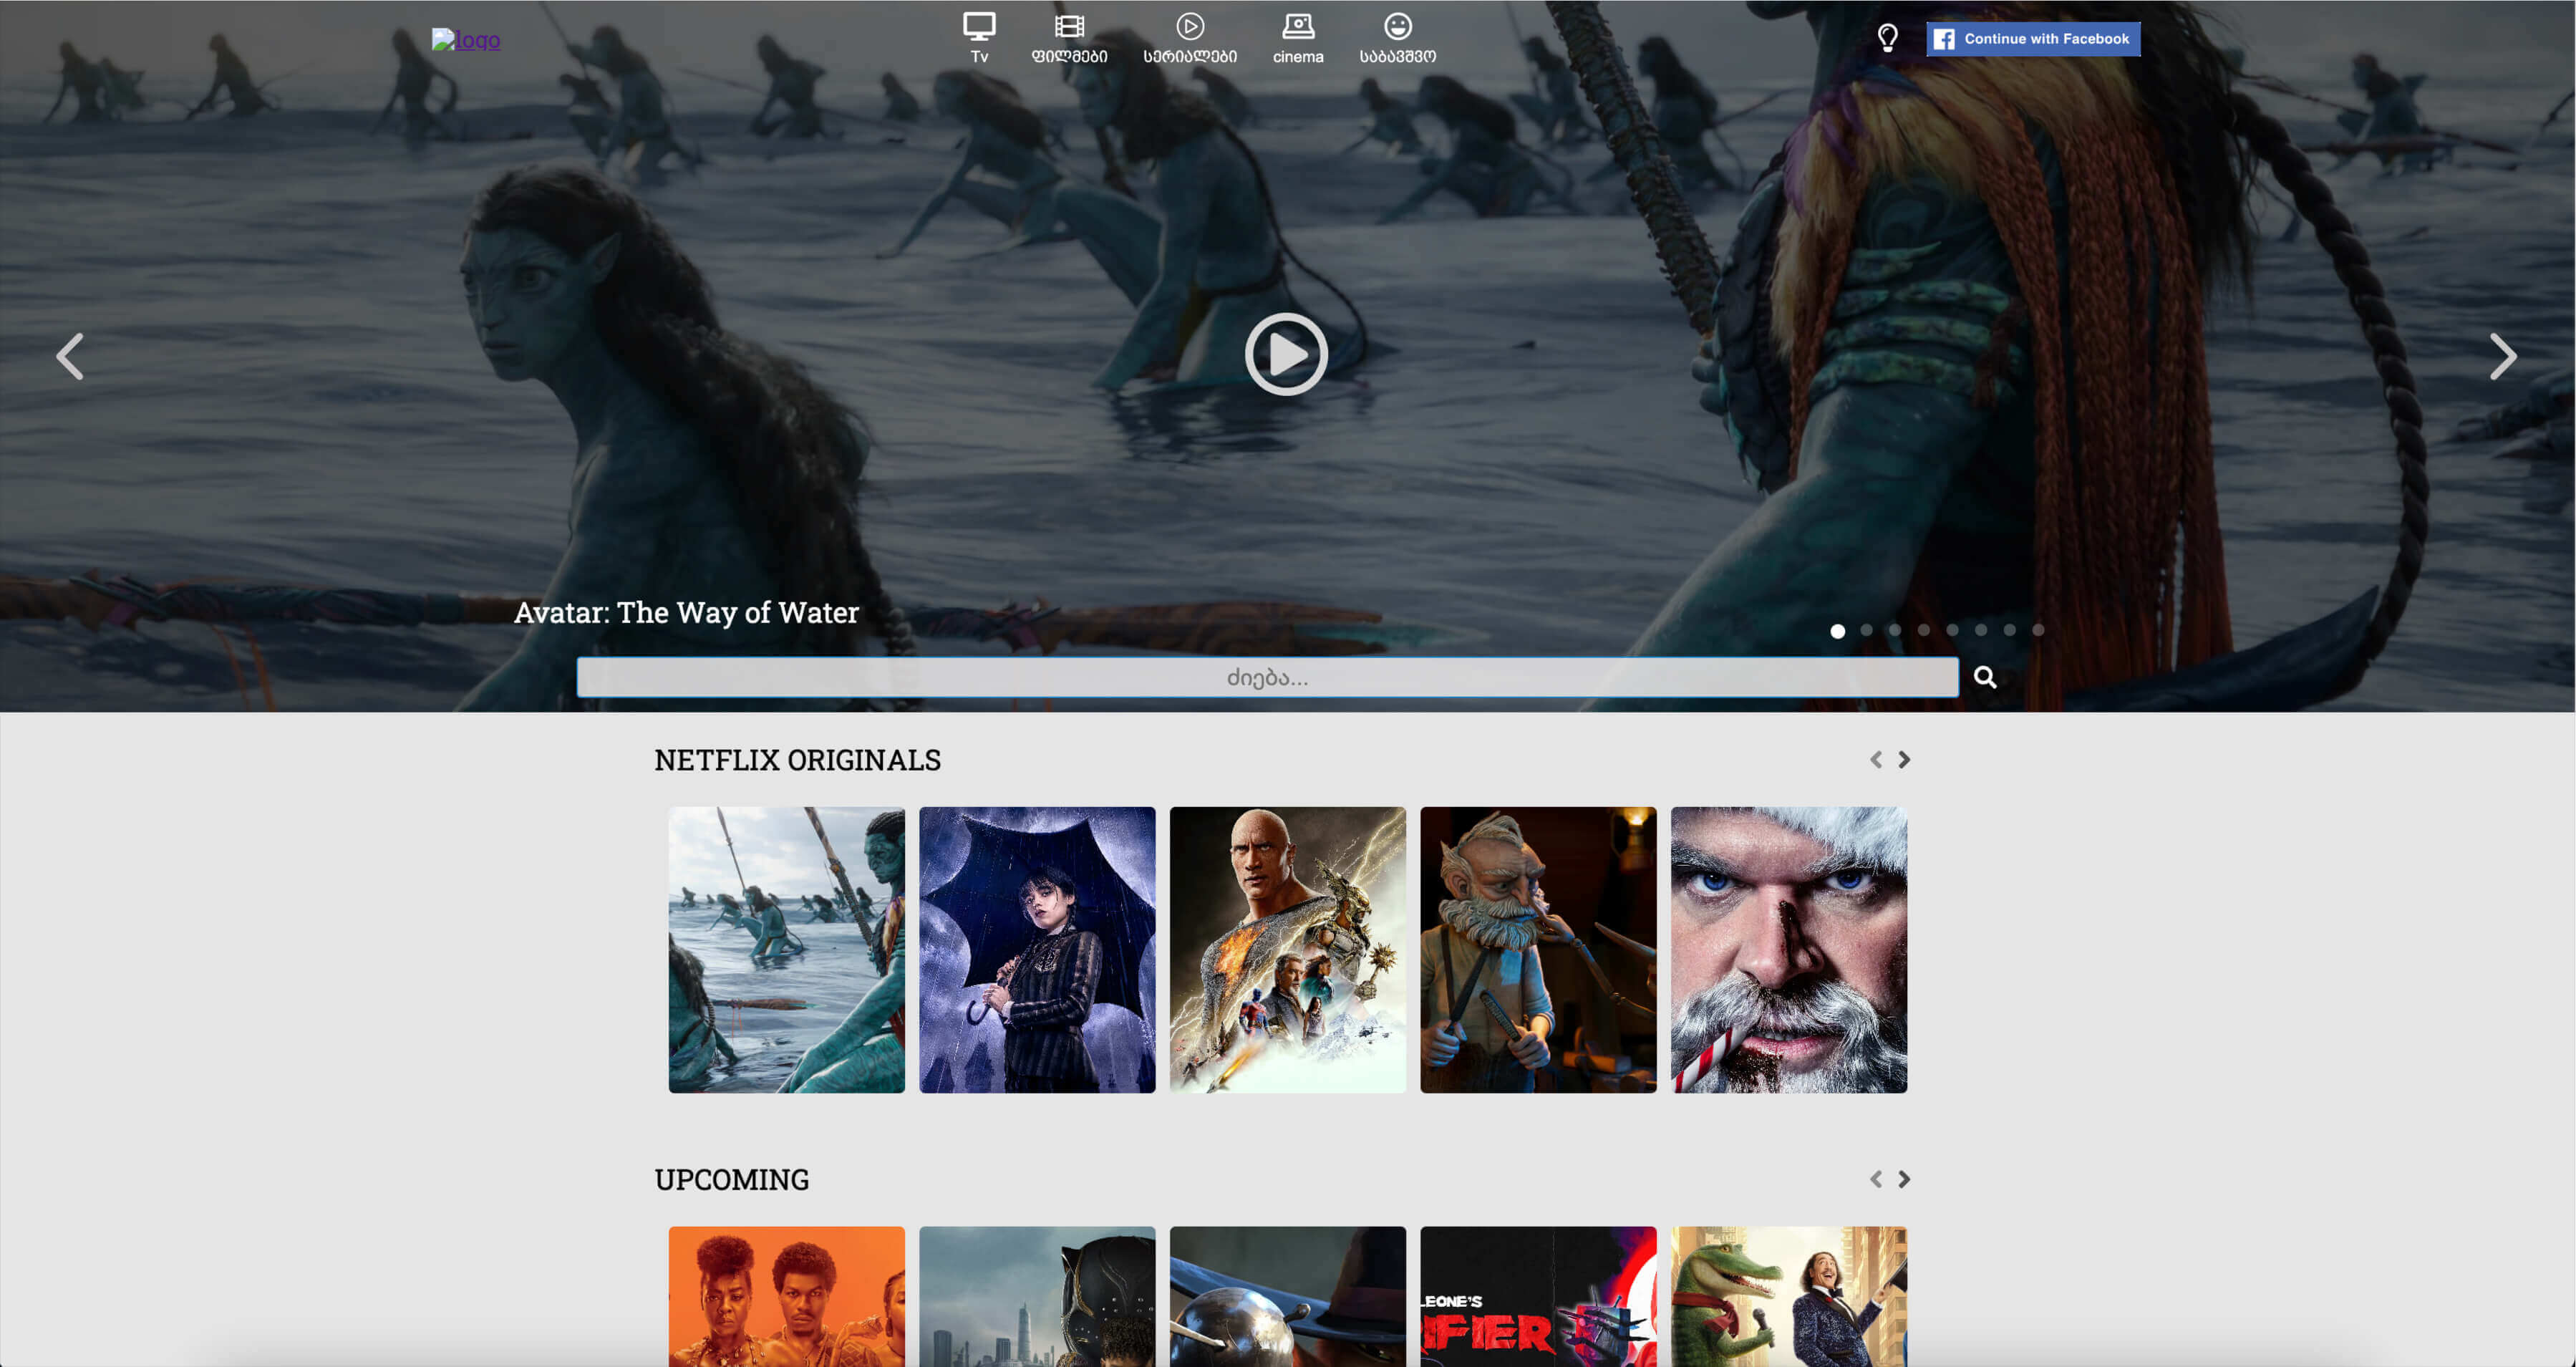 logo
Tv
ფილმები
სერიალები
cinema
საბავშვო
Continue with Facebook
Avatar: The Way of Water
ძიება...
NETFLIX ORIGINALS
UPCOMING
LEONE'S
IFIER